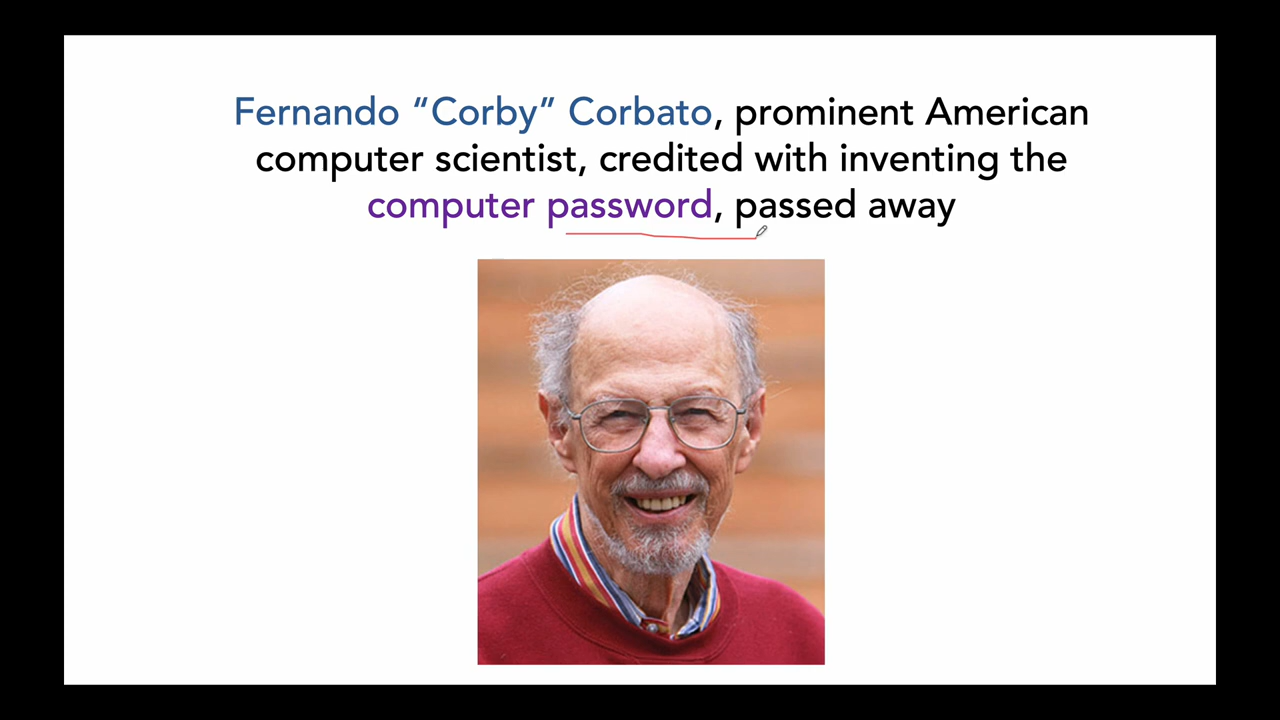 Fernando “Corby” Corbato, prominent American
computer scientist, credited with inventing the
computer password, passed away